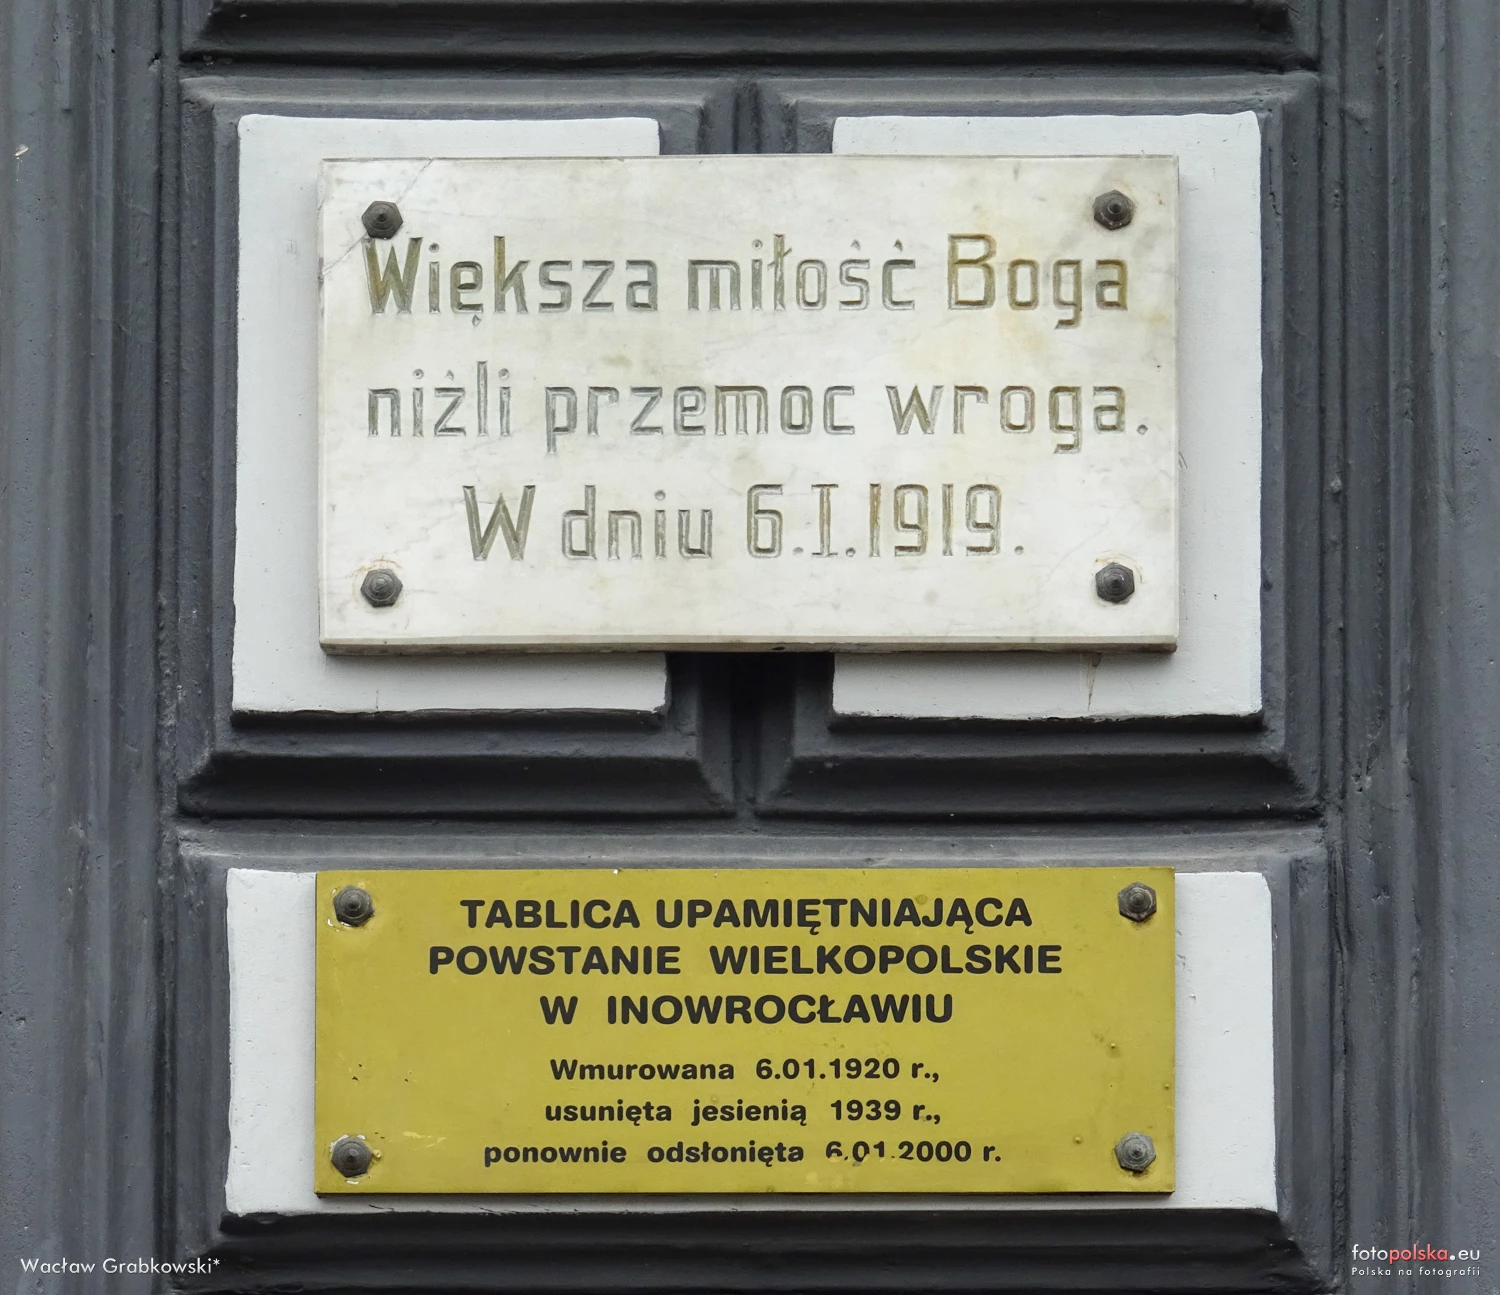 Większa miłość Boga
niżli przemoc wroga.
W dniu 6.I.1919.
TABLICA UPAMIĘTNIAJĄCA
POWSTANIE WIELKOPOLSKIE
W INOWROCŁAWIU
Wmurowana 6.01.1920 r.,
usunięta jesienią 1939 r.,
ponownie odsłonięta 6.01.2000 r.
Wacław Grabkowski*
fotopolska.eu
Polska na fotografii